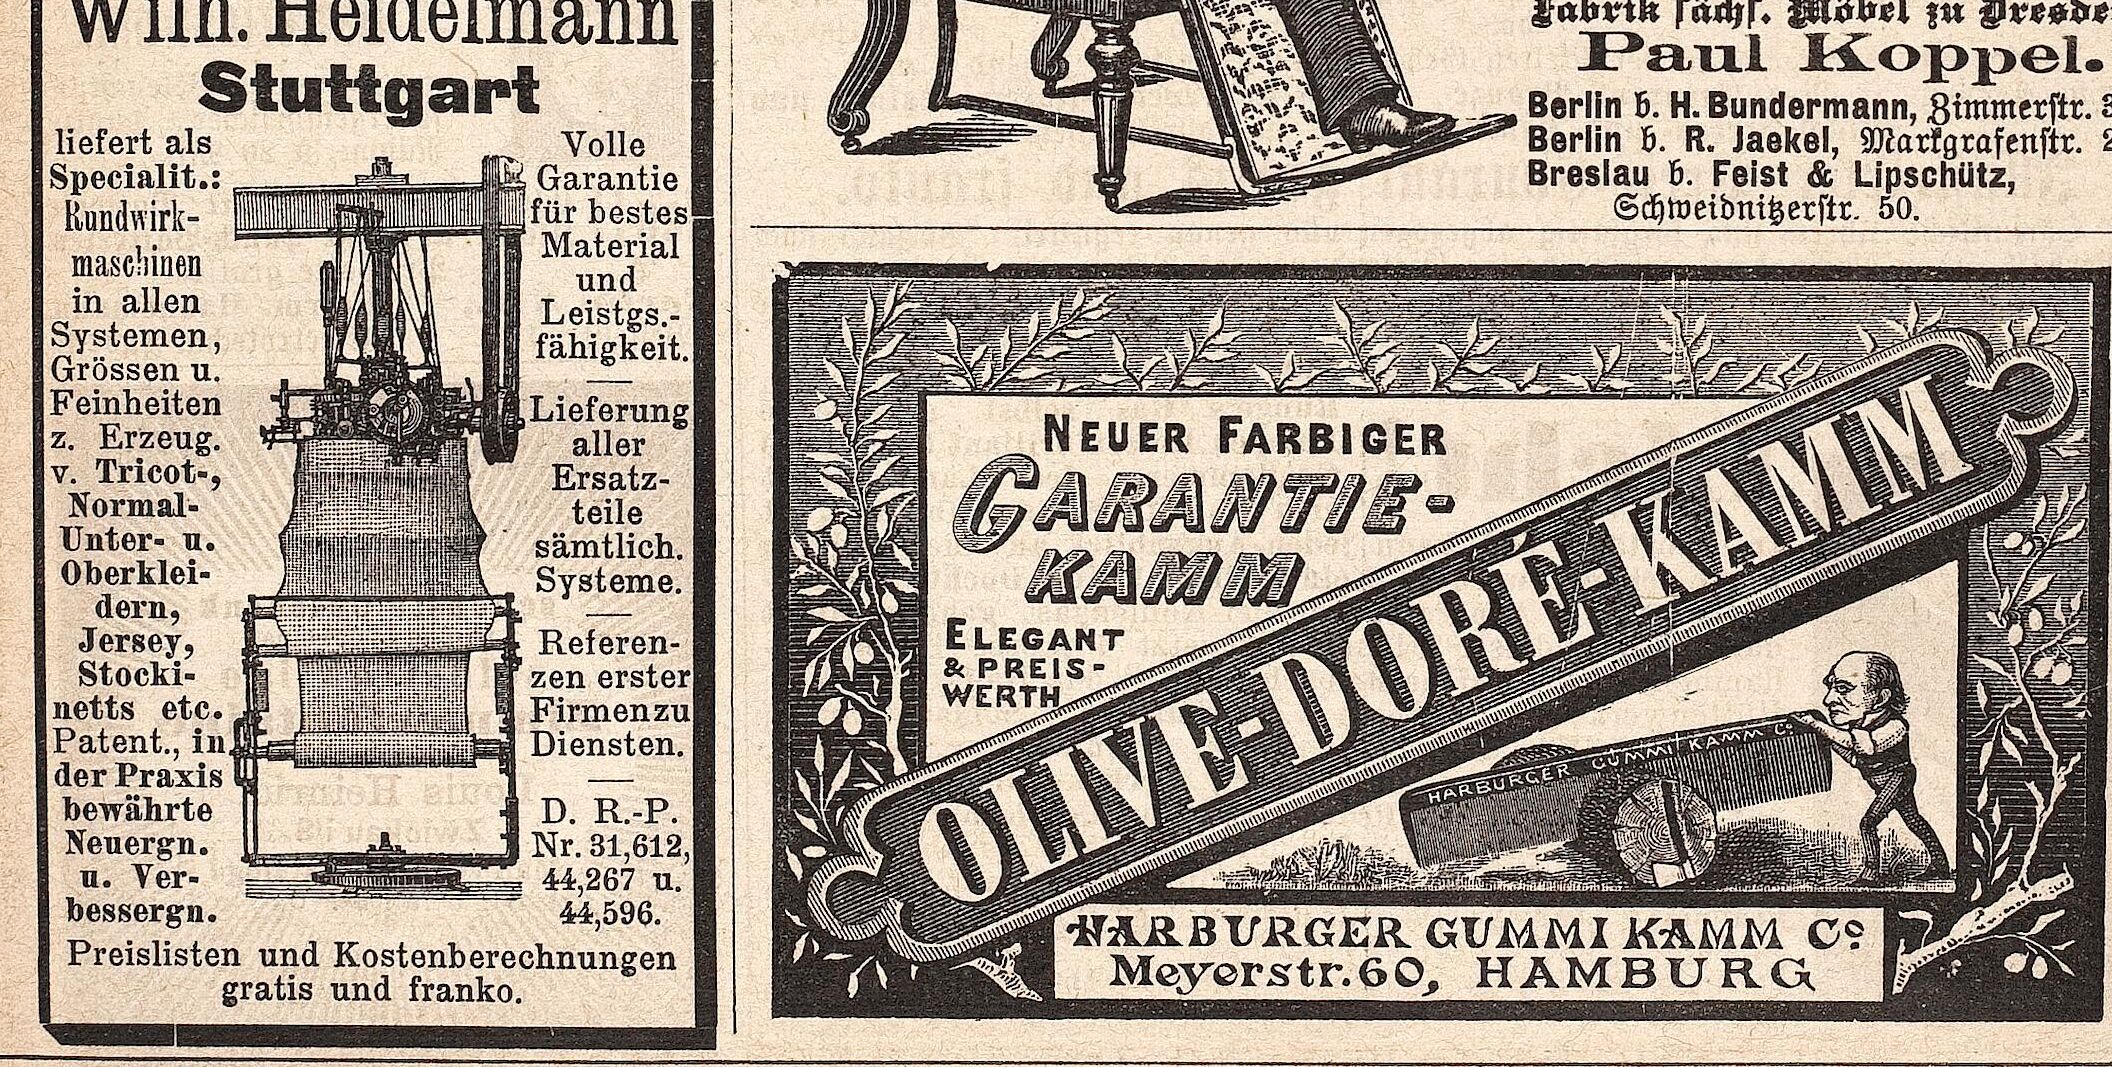 Wilh. Heidelmann
Stuttgart
liefert als
Specialit.:
Rundwirk-
maschinen
in allen
Systemen,
Grössen u.
Feinheiten
z. Erzeug.
v. Tricot-,
Normal-
Unter- u.
Oberklei-
dern,
Jersey,
Stocki-
netts etc.
Patent., in
der Praxis
bewährte
Neuergn.
u. Ver-
bessergn.
Volle
Garantie
für bestes
Material
und
Leistgs.-
fähigkeit.
Lieferung
aller
Ersatz-
teile
sämtlich.
Systeme.
Referen-
zen erster
Firmen zu
Diensten.
D. R.-P.
Nr. 31,612,
44,267 u.
44,596.
Preislisten und Kostenberechnungen
gratis und franko.
Fabrik sächs. Möbel zu
Paul Koppel.
Berlin b. H. Bundermann, Zimmerstr.
Berlin b. R. Jaekel, Markgrafenstr.
Breslau b. Feist & Lipschütz,
Schweidnitzerstr. 50.
NEUER FARBIGER
GARANTIE-
KAMM
ELEGANT
& PREIS-
WERTH
OLIVE-DORÉ-KAMM
HARBURGER GUMMI KAMM Co
HARBURGER GUMMI KAMM Co
Meyerstr. 60, HAMBURG